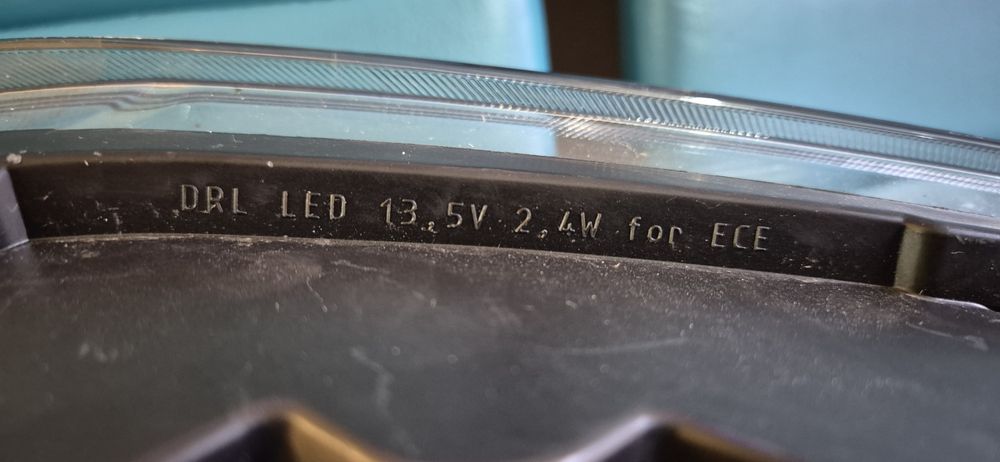 DRL LED 13,5V 2,4W for ECE